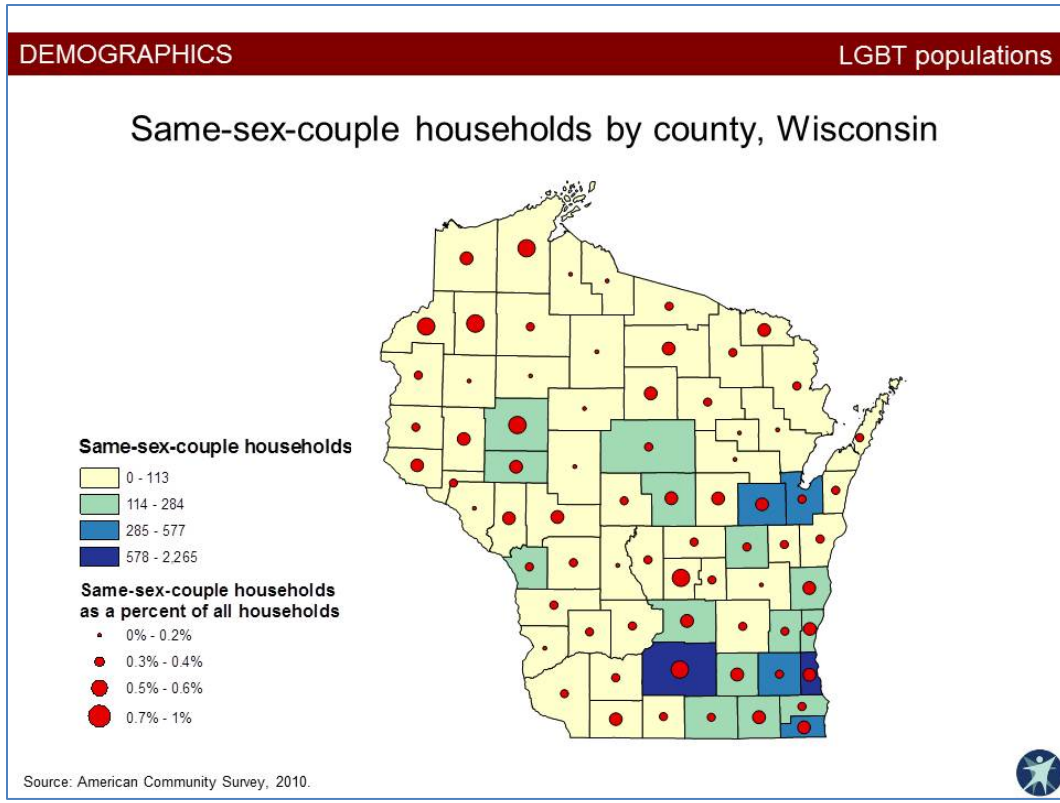 DEMOGRAPHICS
LGBT populations
Same-sex-couple households by county, Wisconsin
Same-sex-couple households
0 - 113
114 - 284
285 - 577
578 - 2,265
Same-sex-couple households
as a percent of all households
0% - 0.2%
0.3% - 0.4%
0.5% - 0.6%
0.7% - 1%
Source: American Community Survey, 2010.